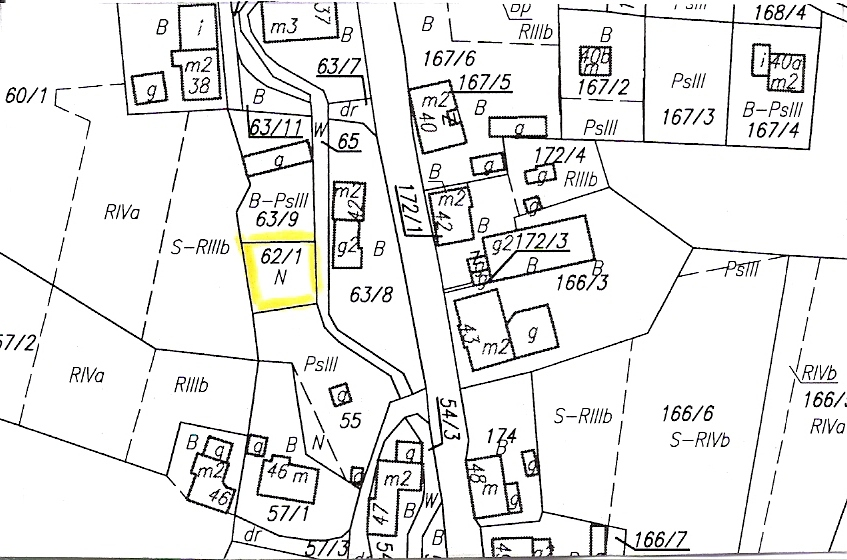 B
i
m2
38
g
60/1
m3
37
B
63/7
B
dr
63/11
W
65
g
B-PsIII
63/9
RIVa
S-RIIIb
62/1
N
m2
42
g2
B
63/8
B
167/6
167/5
Bp
RIIIb
B
40b
m
167/2
PsIII
PsIII
167/3
PsIII
168/4
i
40a
m2
B-PsIII
167/4
m2
40
B
g
g
172/4
g
RIIIb
g
B
m2
42
172/1
B
g2
172/3
g
B
B
166/3
43
m2
g
PsIII
57/2
RIVa
RIIIb
PsIII
g
55
N
B
g
m2
46
g
B
46 m
57/1
g
dr
57/3
54/3
g
m2
47
B
W
B
174
B
48
m
g
g
S-RIIIb
166/6
S-RIVb
RIVb
RIVa
B
166/7